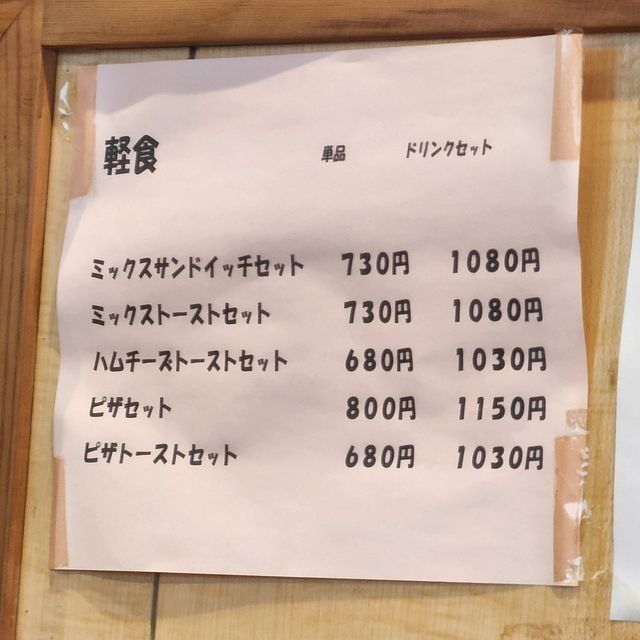 軽食 単品 ドリンクセット
ミックスサンドイッチセット 730円 1080円
ミックストーストセット 730円 1080円
ハムチーズトーストセット 680円 1030円
ピザセット 800円 1150円
ピザトーストセット 680円 1030円